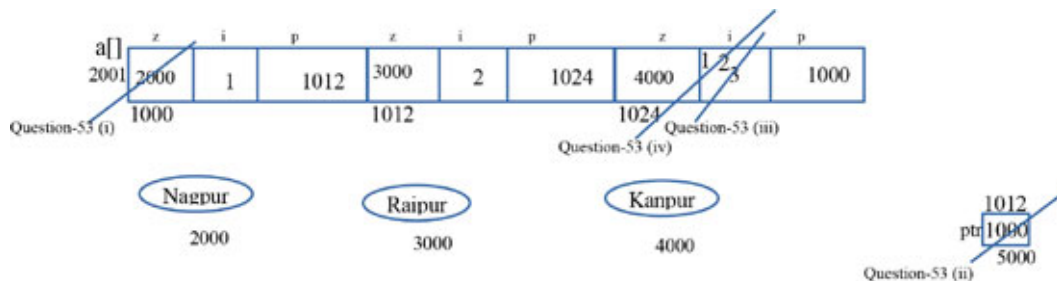 z i p z i p z i p
a[]
2001 2000 1 1012 3000 2 1024 4000 1 2 3 1000
1000 1012 1024
Question-53 (i) Question-53 (iii)
Question-53 (iv)
Nagpur Raipur Kanpur
2000 3000 4000
1012
ptr 1000
5000
Question-53 (ii)